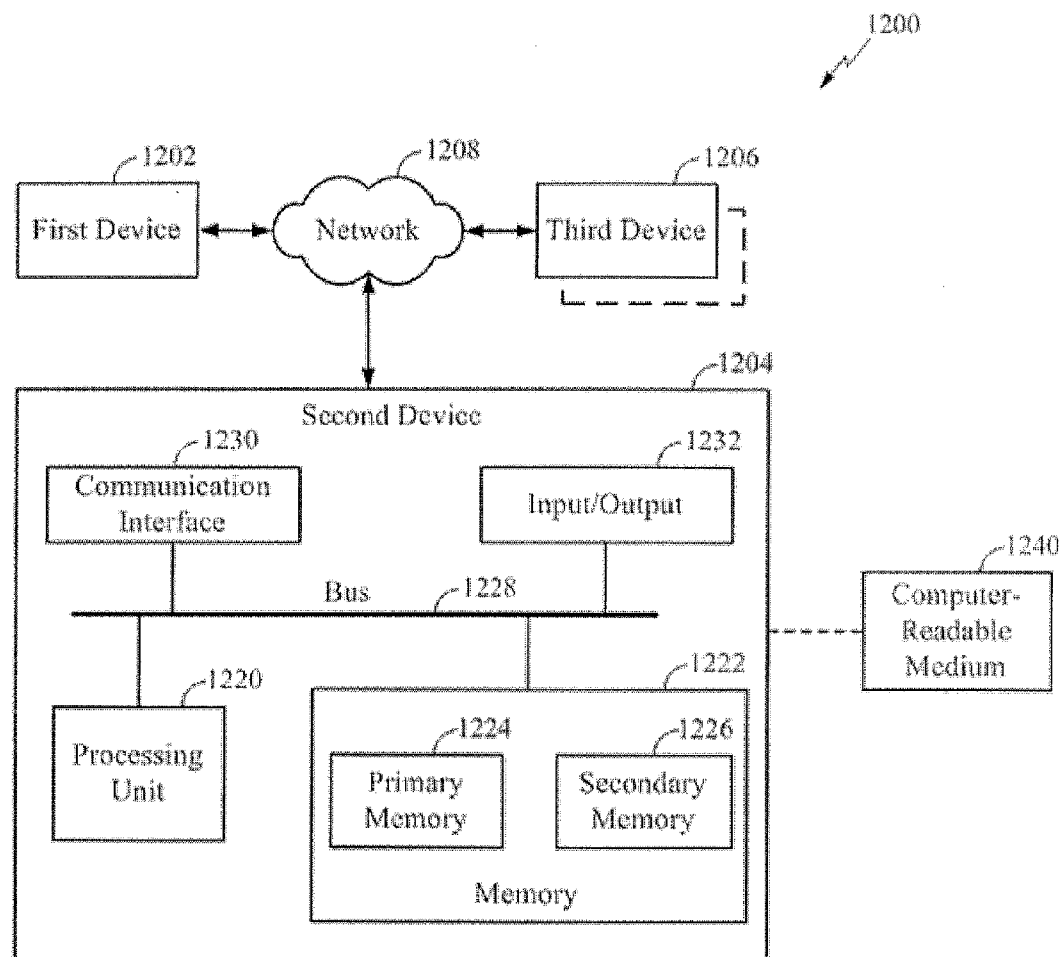 1200
1202
1208
1206
First Device
Network
Third Device
1204
Second Device
1230
1232
Communication
Interface
Input/Output
1240
Bus
1228
Computer-
Readable
Medium
1220
1222
Processing
Unit
1224
1226
Primary
Memory
Secondary
Memory
Memory